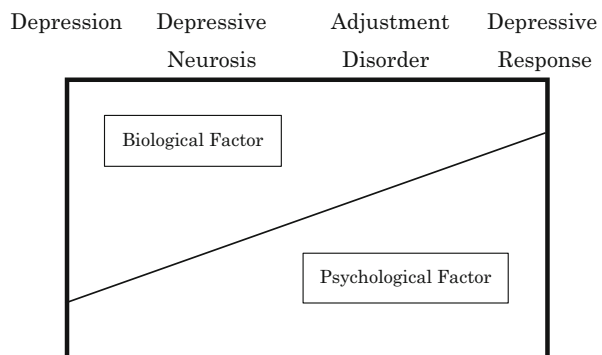 Depression Depressive Adjustment Depressive
Neurosis Disorder Response
Biological Factor
Psychological Factor